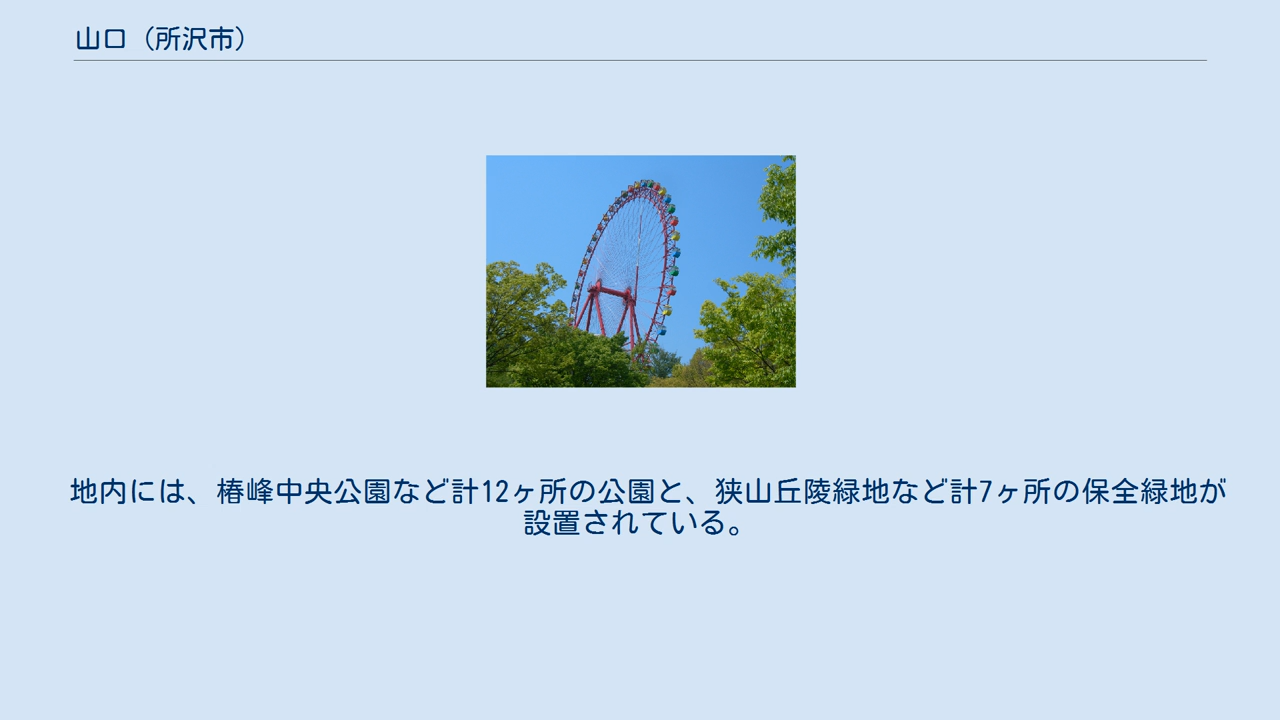 山口（所沢市）
地内には、椿峰中央公園など計12ヶ所の公園と、狭山丘陵緑地など計7ヶ所の保全緑地が
設置されている。